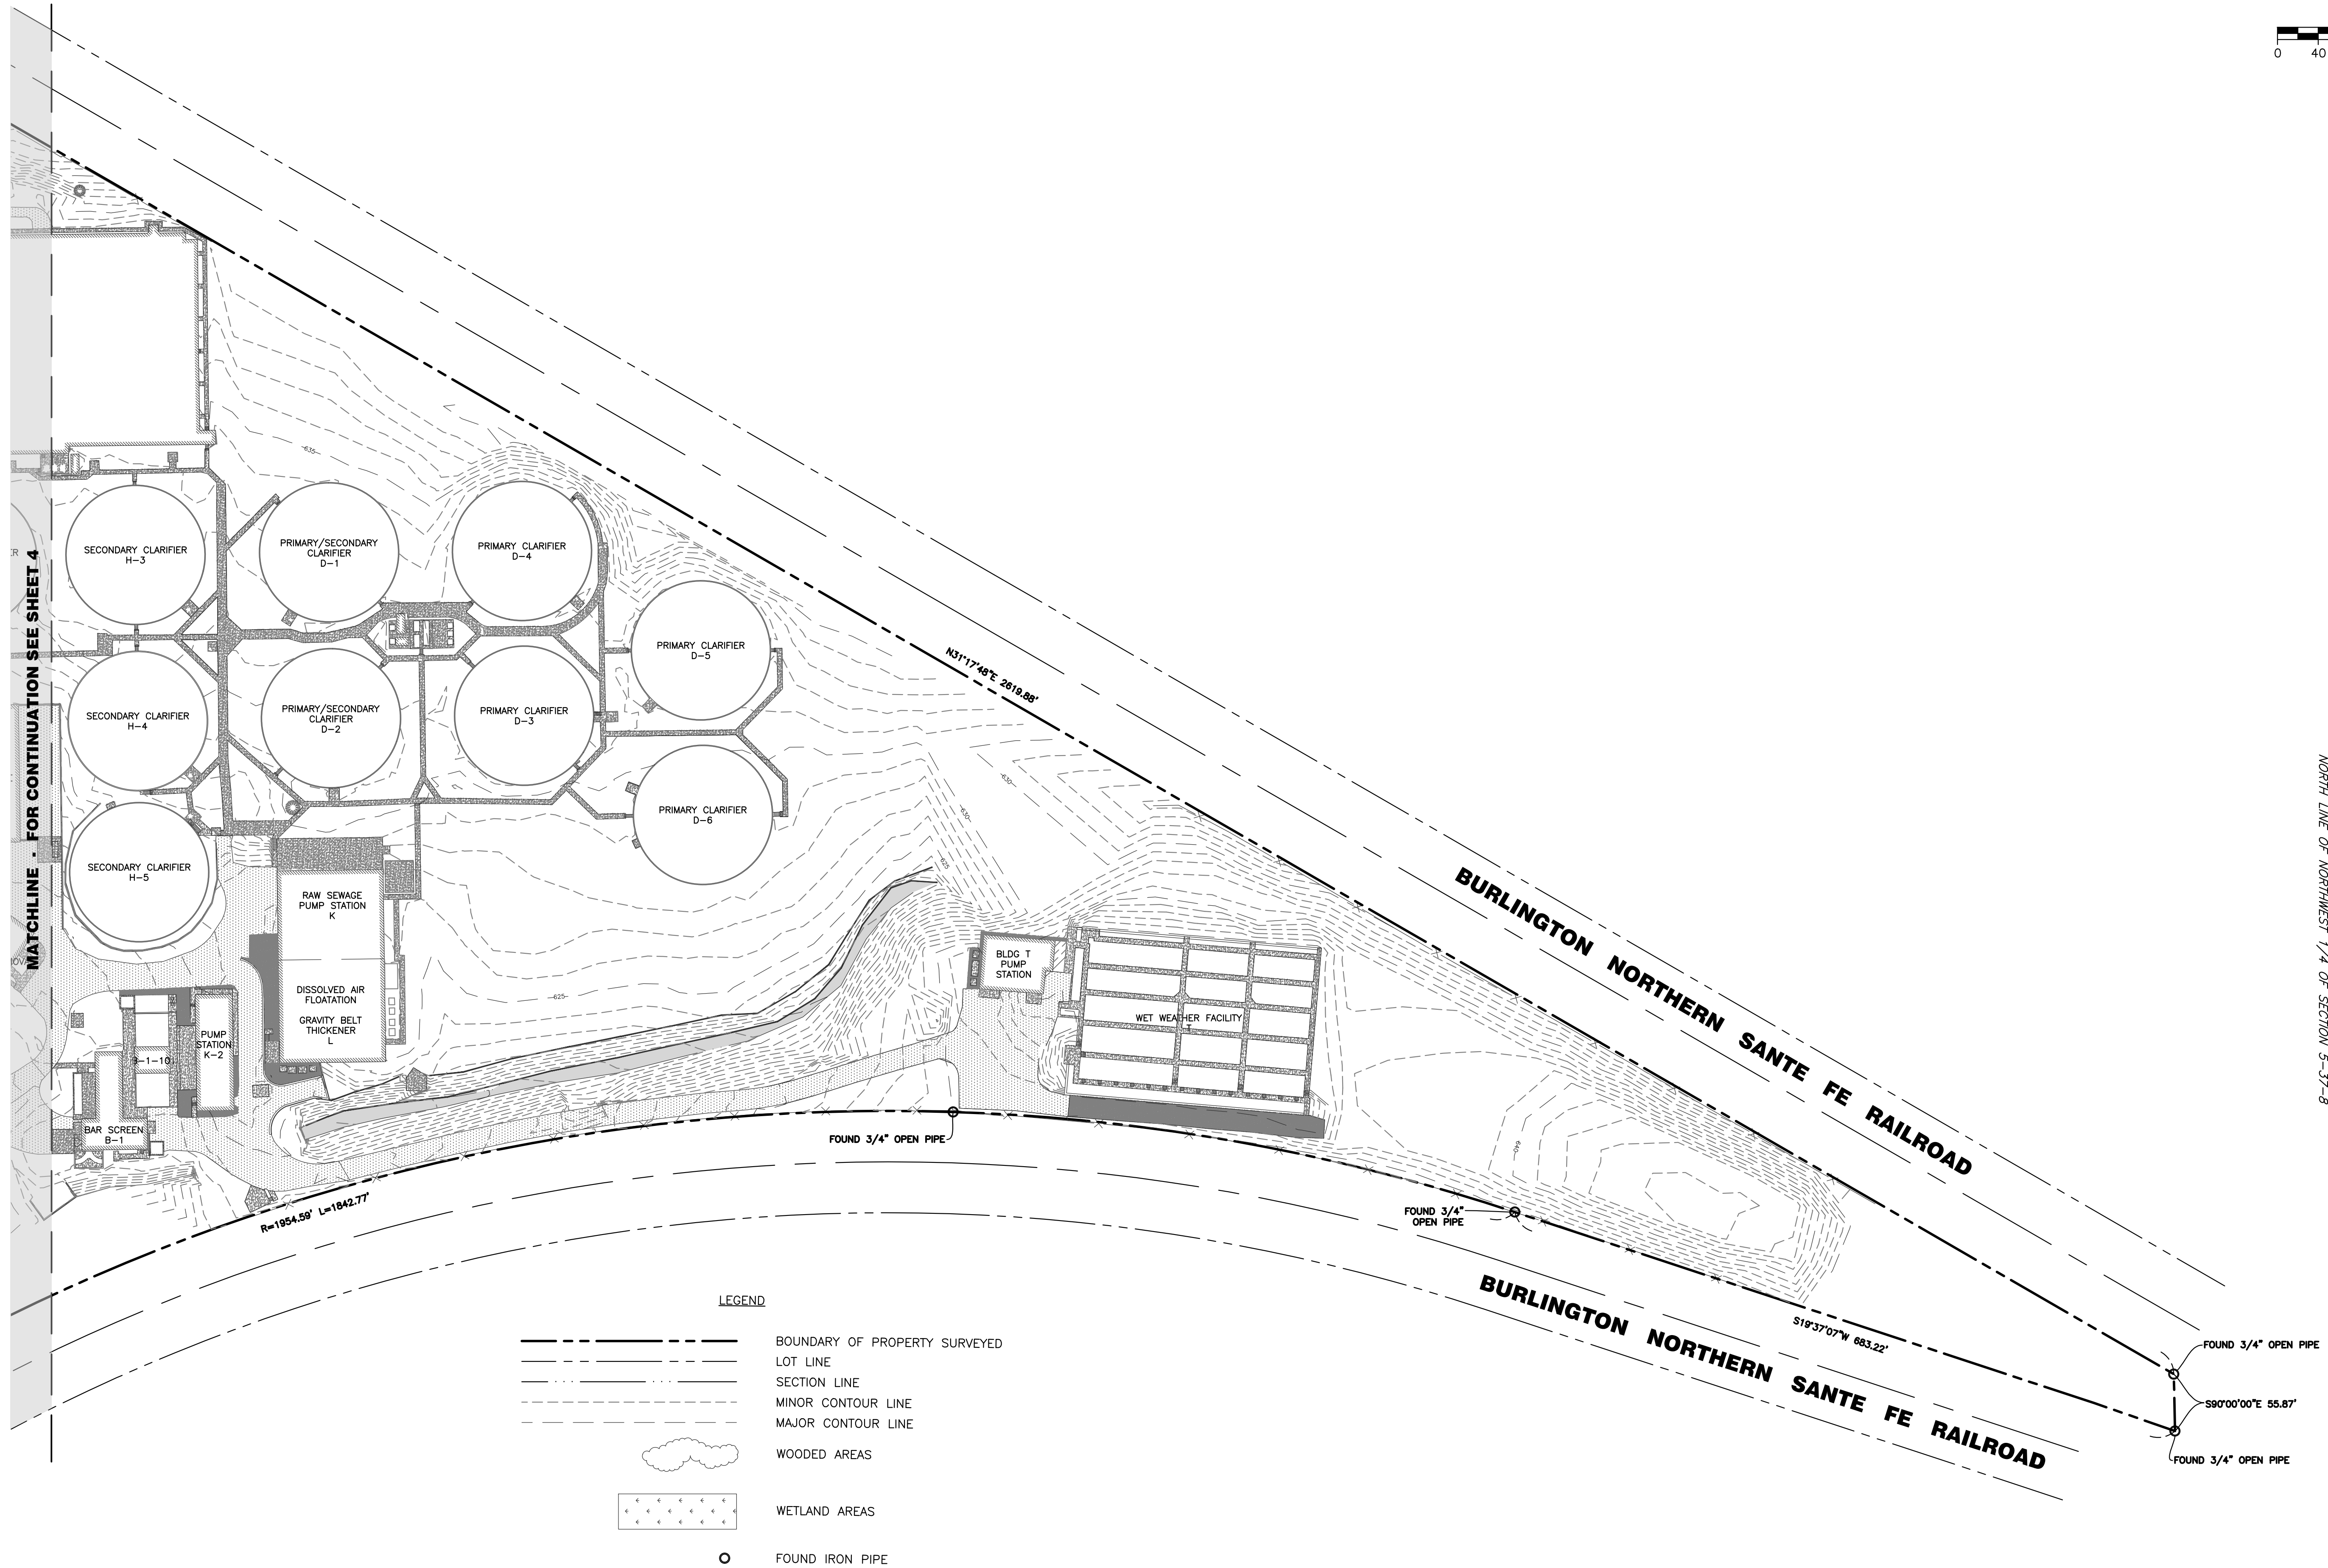 0 40
MATCHLINE - FOR CONTINUATION SEE SHEET 4
635
SECONDARY CLARIFIER
H-3
PRIMARY/SECONDARY
CLARIFIER
D-1
PRIMARY CLARIFIER
D-4
PRIMARY CLARIFIER
D-5
N31°17'48"E 2619.88'
SECONDARY CLARIFIER
H-4
PRIMARY/SECONDARY
CLARIFIER
D-2
PRIMARY CLARIFIER
D-3
630
630
PRIMARY CLARIFIER
D-6
NORTH LINE OF NORTHWEST 1/4 OF SECTION 5-37-8
SECONDARY CLARIFIER
H-5
625
BURLINGTON NORTHERN SANTE FE RAILROAD
RAW SEWAGE
PUMP STATION
K
BLDG T
PUMP
STATION
DISSOLVED AIR
FLOATATION
625
GRAVITY BELT
THICKENER
L
WET WEATHER FACILITY
T
PUMP
STATION
K-2
BAR SCREEN
B-1
640
FOUND 3/4" OPEN PIPE
R=1954.59' L=1842.77'
FOUND 3/4"
OPEN PIPE
BURLINGTON NORTHERN SANTE FE RAILROAD
S19°37'07"W 683.22'
FOUND 3/4" OPEN PIPE
S90°00'00"E 55.87'
FOUND 3/4" OPEN PIPE
LEGEND
BOUNDARY OF PROPERTY SURVEYED
LOT LINE
SECTION LINE
MINOR CONTOUR LINE
MAJOR CONTOUR LINE
WOODED AREAS
WETLAND AREAS
FOUND IRON PIPE